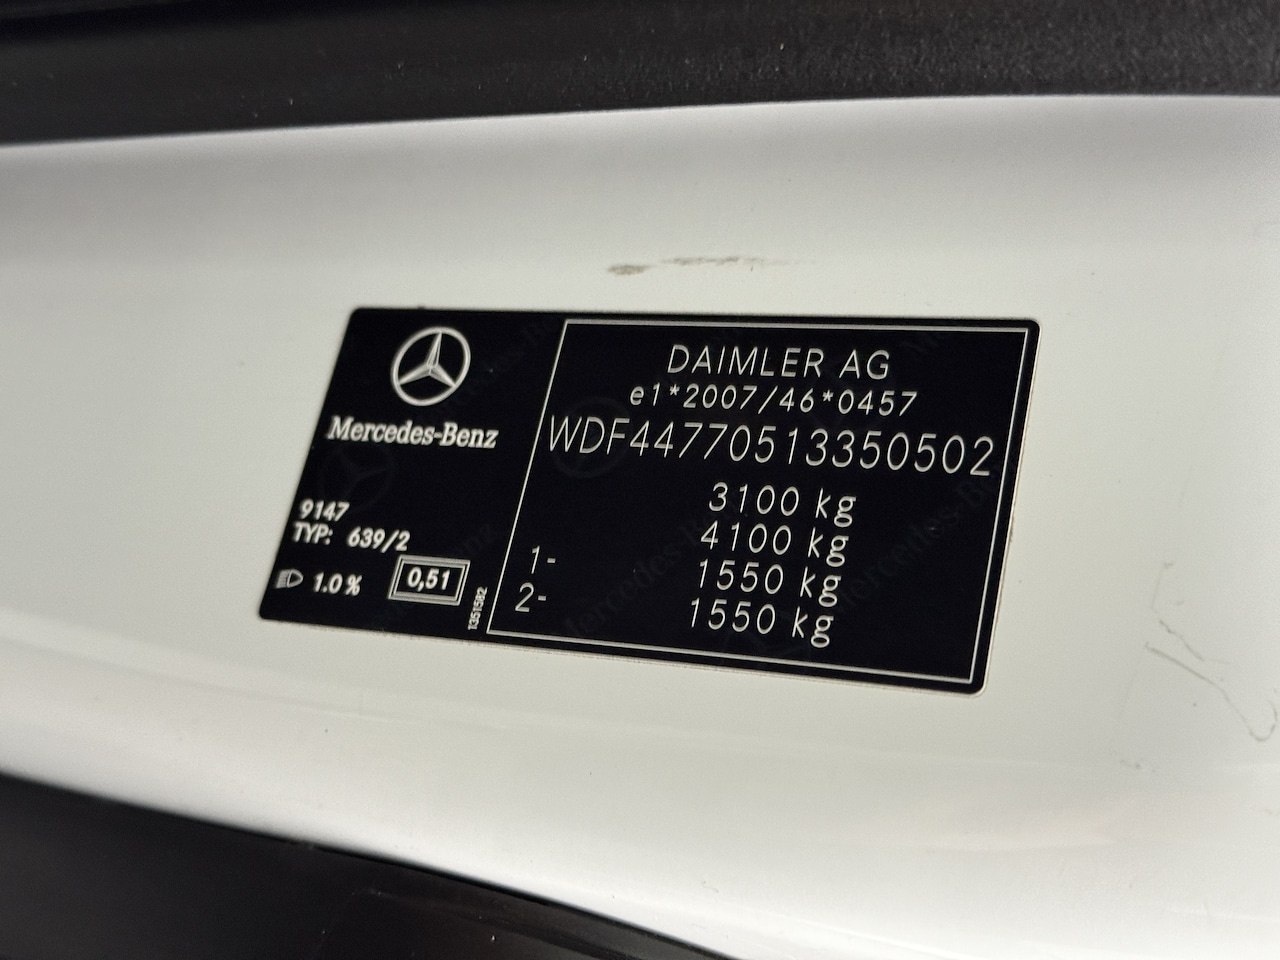 Mercedes-Benz
9147
TYP: 639/2
1.0 %
0,51
1351582
DAIMLER AG
e1*2007/46*0457
WDF44770513350502
3100 kg
4100 kg
1- 1550 kg
2- 1550 kg